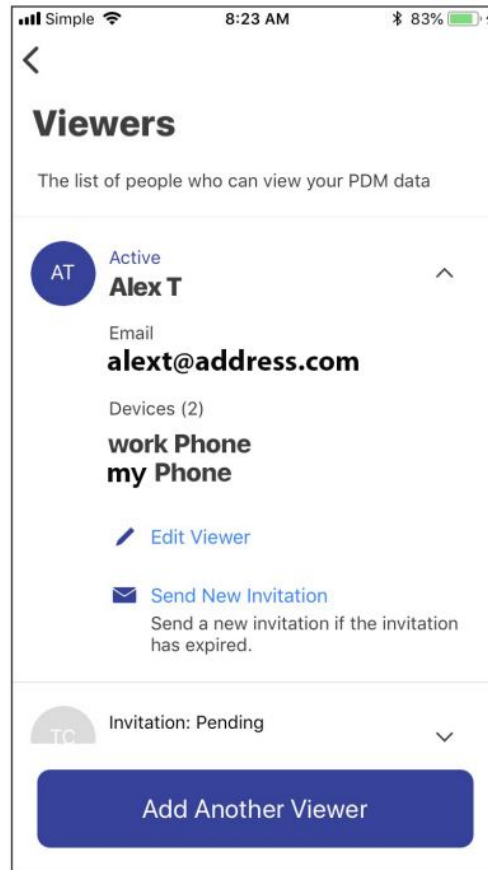 Simple 8:23 AM 83%
Viewers
The list of people who can view your PDM data
AT
Active
Alex T
Email
alext@address.com
Devices (2)
work Phone
my Phone
Edit Viewer
Send New Invitation
Send a new invitation if the invitation
has expired.
TC
Invitation: Pending
Add Another Viewer